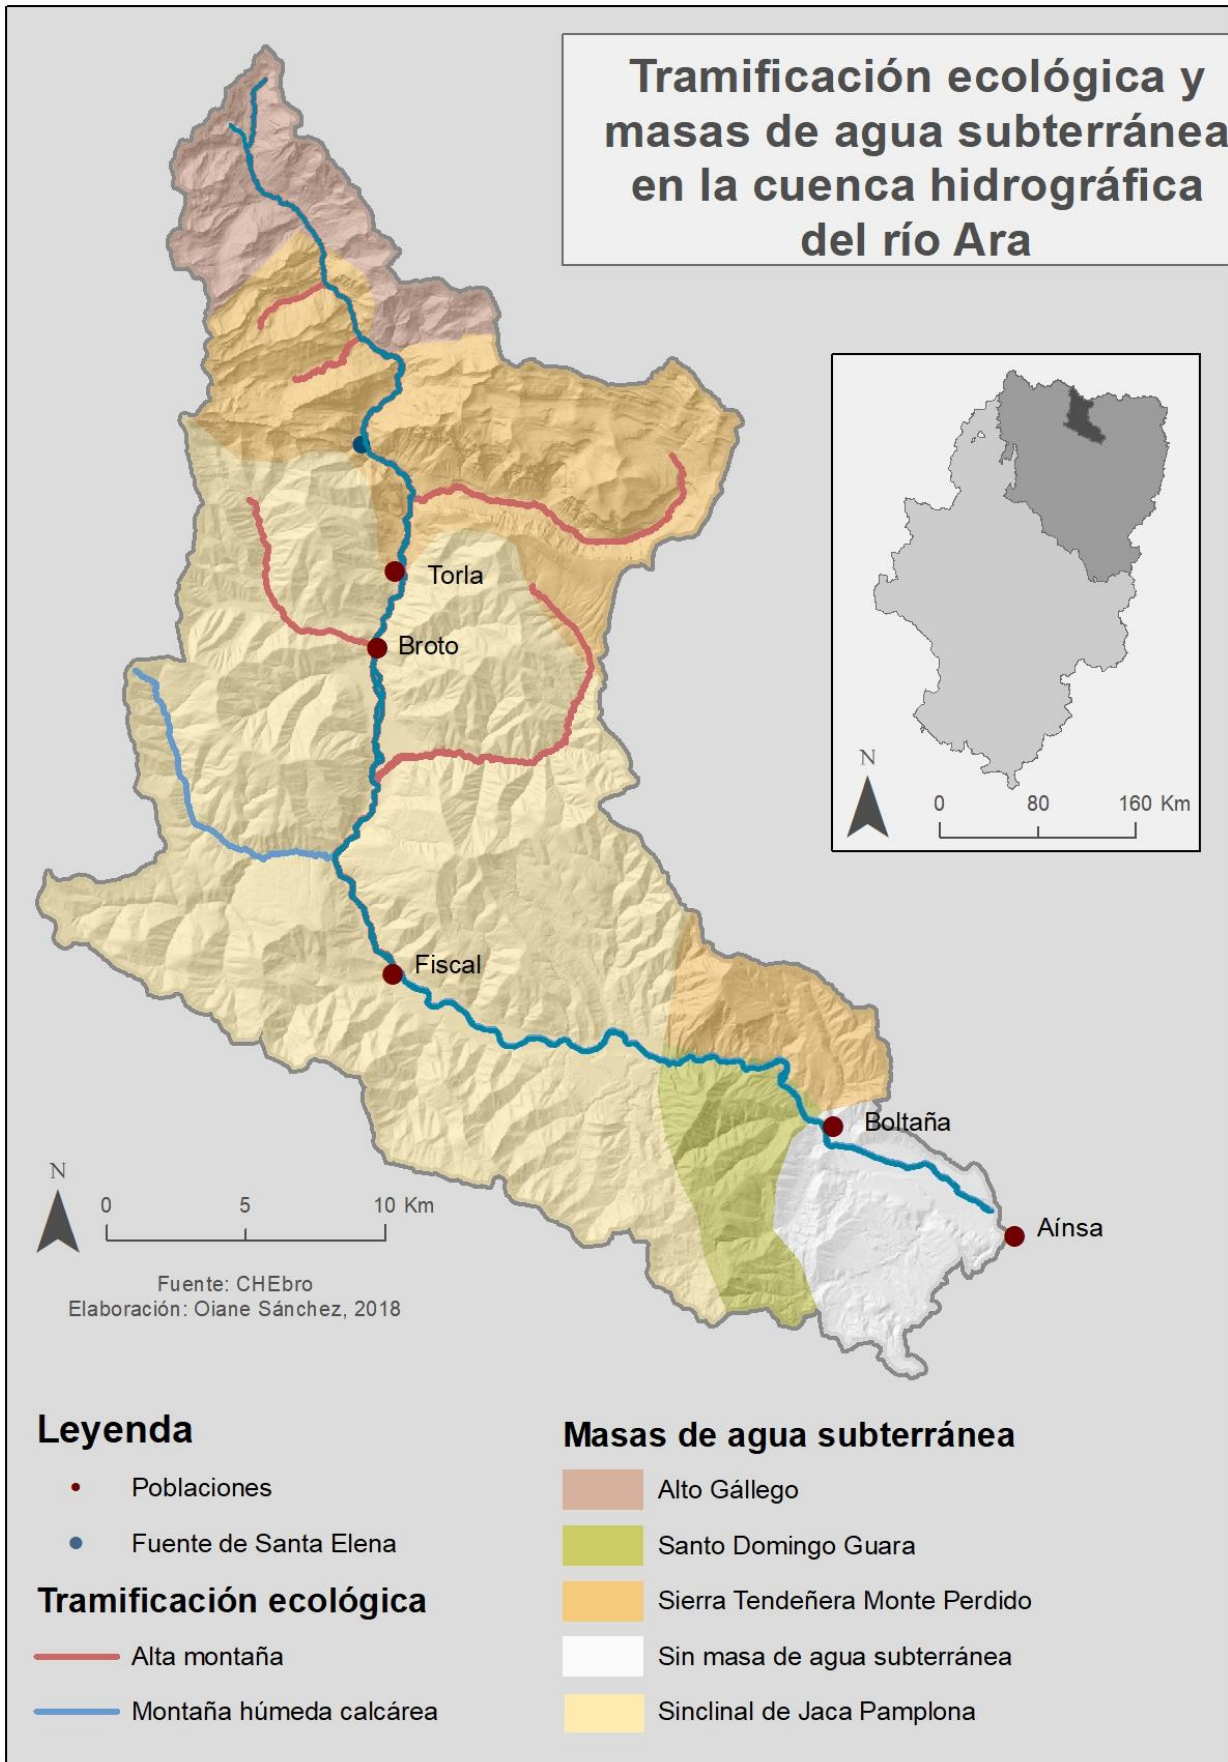 Tramificación ecológica y
masas de agua subterránea
en la cuenca hidrográfica
del río Ara
N
0 80 160 Km
Torla
Broto
Fiscal
Boltaña
Aínsa
N
0 5 10 Km
Fuente: CHEbro
Elaboración: Oiane Sánchez, 2018
Leyenda
Poblaciones
Fuente de Santa Elena
Tramificación ecológica
Alta montaña
Montaña húmeda calcárea
Masas de agua subterránea
Alto Gállego
Santo Domingo Guara
Sierra Tendeñera Monte Perdido
Sin masa de agua subterránea
Sinclinal de Jaca Pamplona